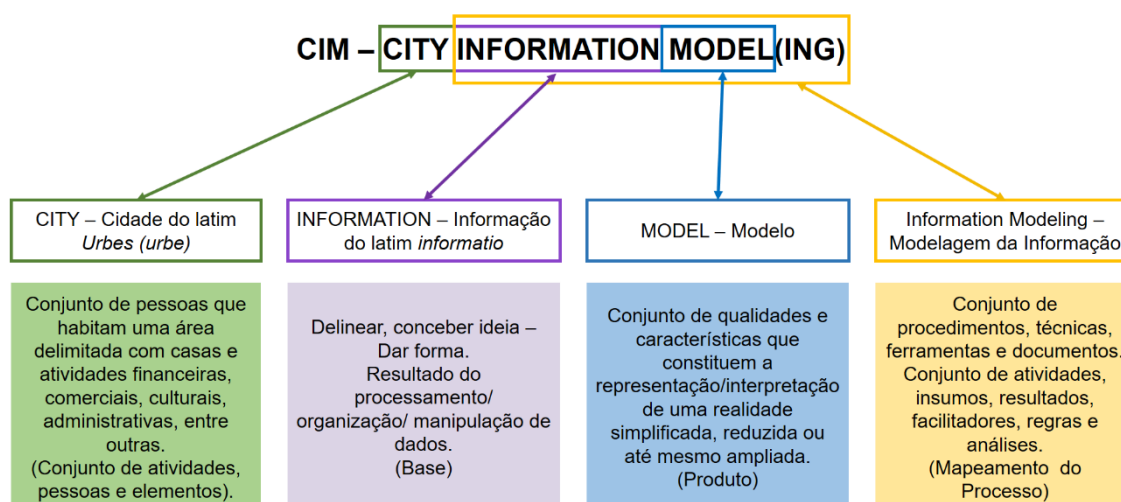 CIM – CITY INFORMATION MODEL(ING)
CITY – Cidade do latim
Urbes (urbe)
INFORMATION – Informação
do latim informatio
MODEL – Modelo
Information Modeling –
Modelagem da Informação
Conjunto de pessoas que
habitam uma área
delimitada com casas e
atividades financeiras,
comerciais, culturais,
administrativas, entre
outras.
(Conjunto de atividades,
pessoas e elementos).
Delinear, conceber ideia –
Dar forma.
Resultado do
processamento/
organização/ manipulação de
dados.
(Base)
Conjunto de qualidades e
características que
constituem a
representação/interpretação
de uma realidade
simplificada, reduzida ou
até mesmo ampliada.
(Produto)
Conjunto de
procedimentos, técnicas,
ferramentas e documentos.
Conjunto de atividades,
insumos, resultados,
facilitadores, regras e
análises.
(Mapeamento do
Processo)